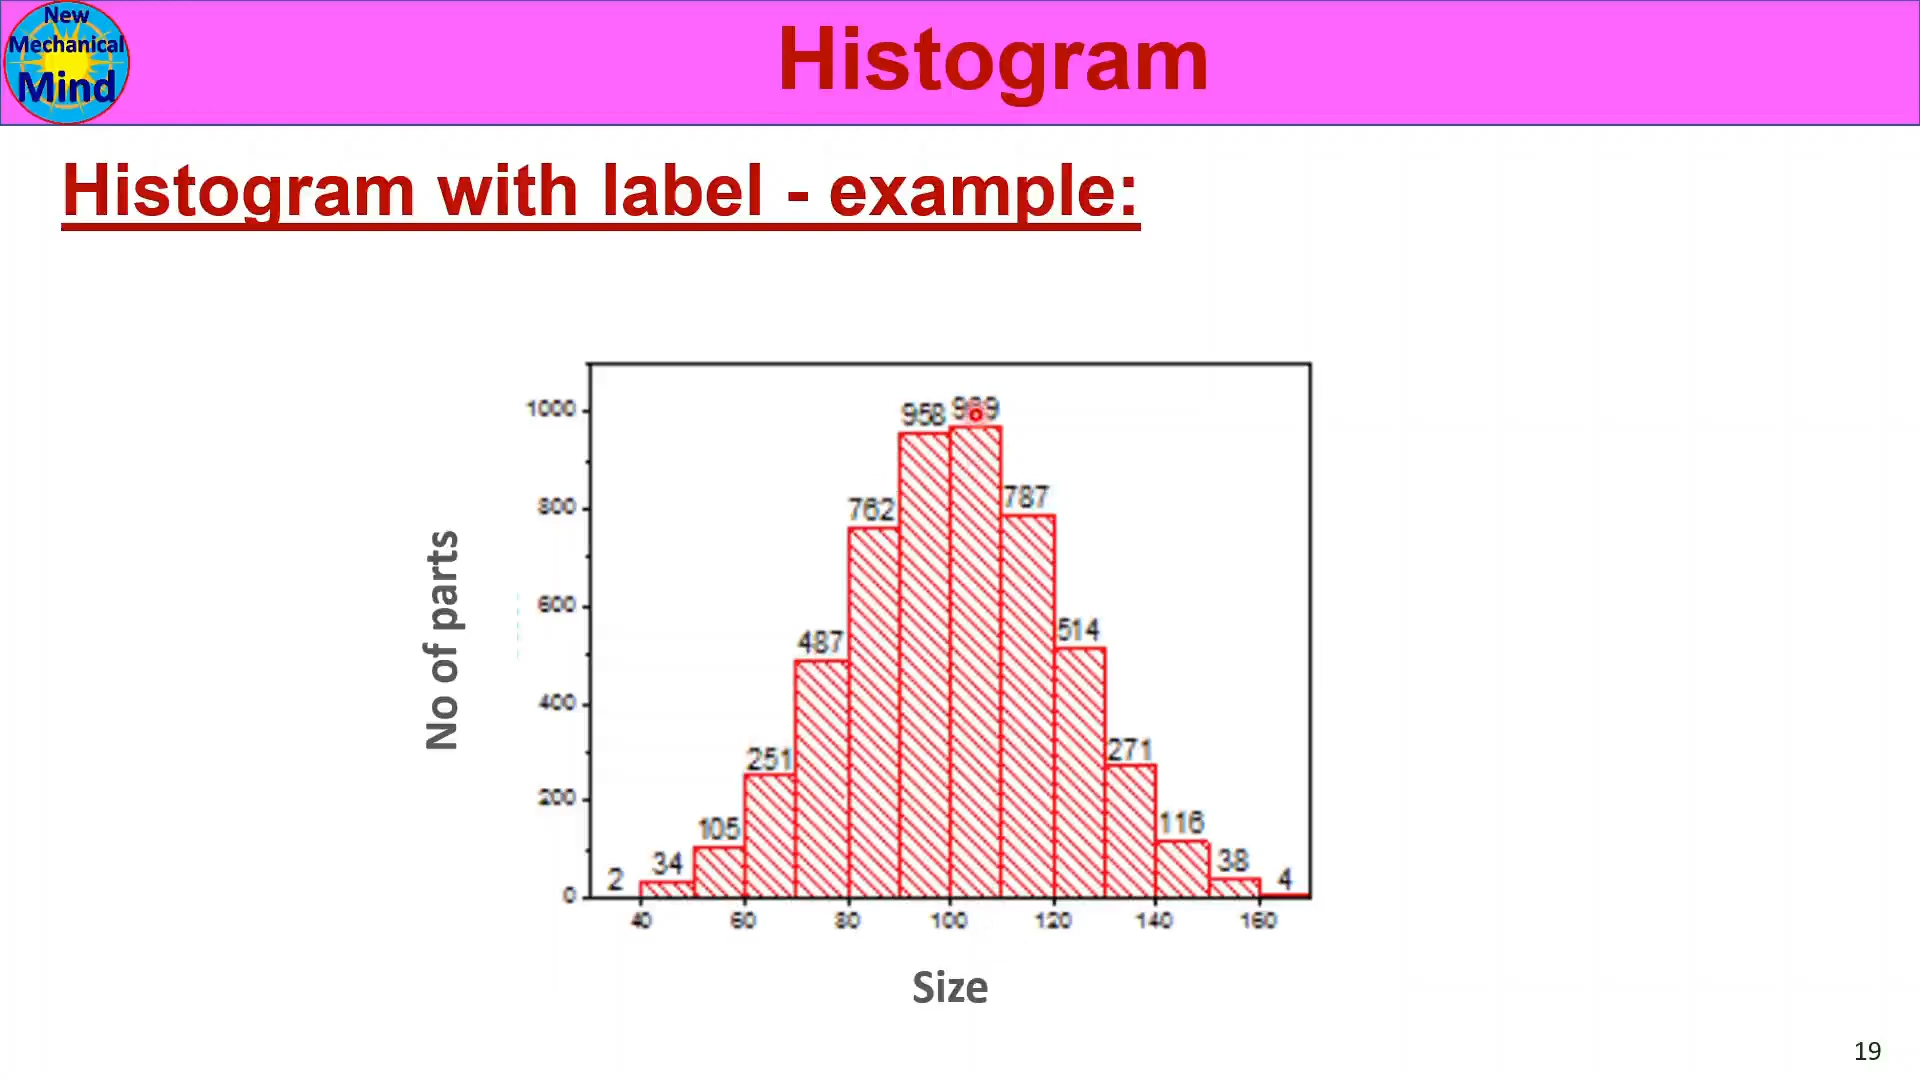 New
Mechanical
Mind
Histogram
Histogram with label - example:
No of parts
1000
800
600
400
200
0
2
34
105
251
487
762
958
787
514
271
116
38
4
40 60 80 100 120 140 160
Size
19